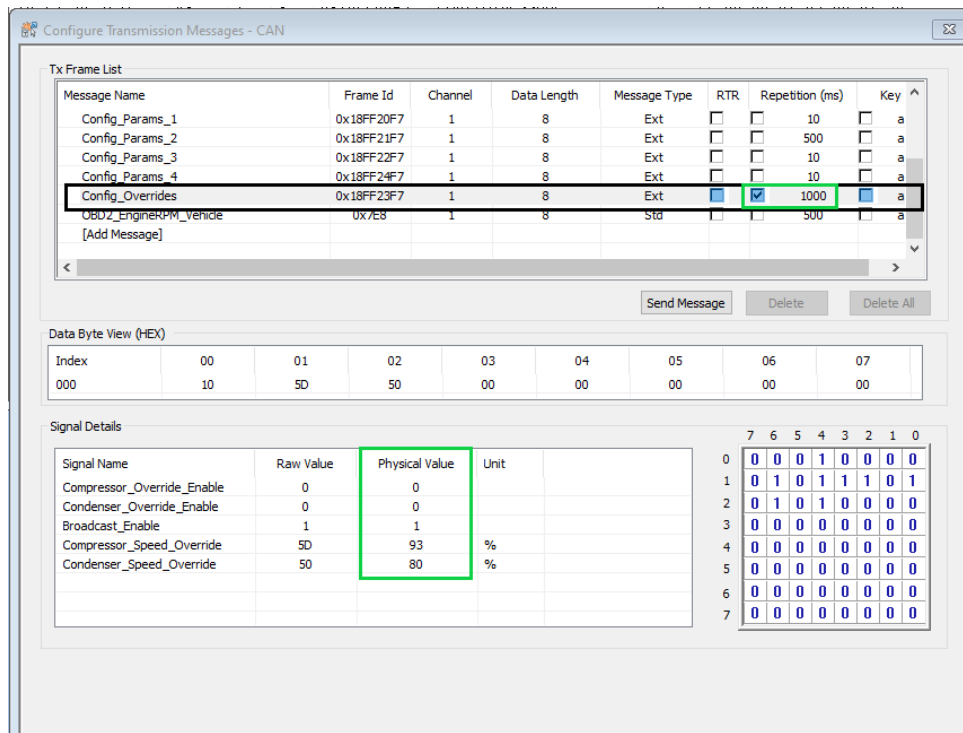 Configure Transmission Messages - CAN
Tx Frame List
Message Name Frame Id Channel Data Length Message Type RTR Repetition (ms) Key
Config_Params_1 0x18FF20F7 1 8 Ext 10 a
Config_Params_2 0x18FF21F7 1 8 Ext 500 a
Config_Params_3 0x18FF22F7 1 8 Ext 10 a
Config_Params_4 0x18FF24F7 1 8 Ext 10 a
Config_Overrides 0x18FF23F7 1 8 Ext 1000 a
OBD2_EngineRPM_Vehicle 0x7E8 1 8 Std 500 a
[Add Message]
Send Message Delete Delete All
Data Byte View (HEX)
Index 00 01 02 03 04 05 06 07
000 10 5D 50 00 00 00 00 00
Signal Details
7 6 5 4 3 2 1 0
Signal Name Raw Value Physical Value Unit
Compressor_Override_Enable 0 0
Condenser_Override_Enable 0 0
Broadcast_Enable 1 1
Compressor_Speed_Override 5D 93 %
Condenser_Speed_Override 50 80 %
0 0 0 0 1 0 0 0 0
1 0 1 0 1 1 1 0 1
2 0 1 0 1 0 0 0 0
3 0 0 0 0 0 0 0 0
4 0 0 0 0 0 0 0 0
5 0 0 0 0 0 0 0 0
6 0 0 0 0 0 0 0 0
7 0 0 0 0 0 0 0 0